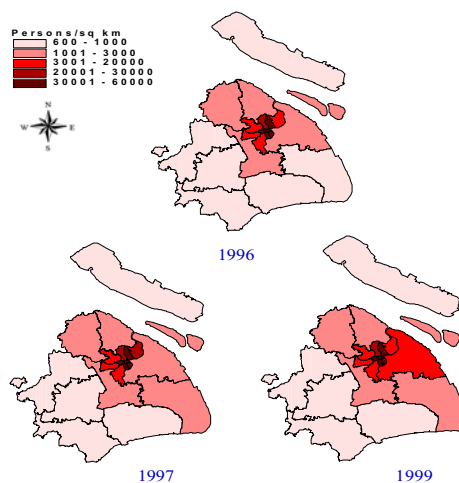 Persons/sq km
600 - 1000
1001 - 3000
3001 - 20000
20001 - 30000
30001 - 60000
N
W E
S
1996
1997
1999